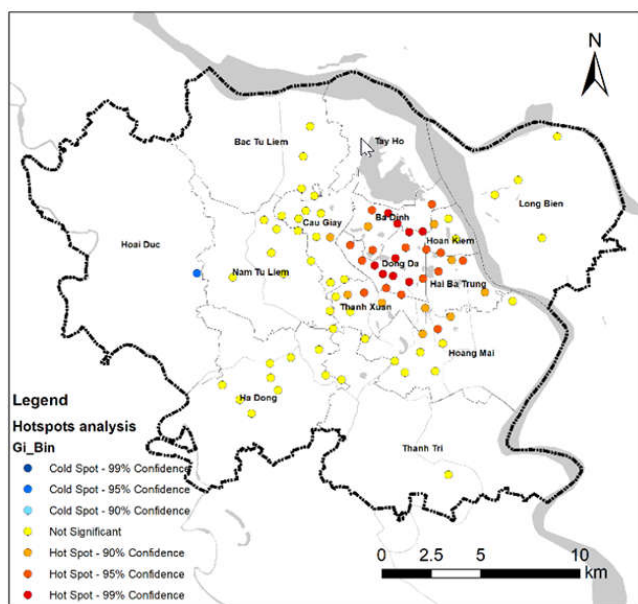 N
Bac Tu Liem
Tay Ho
Long Bien
Ba Dinh
Cau Giay
Hoan Kiem
Hoai Duc
Dong Da
Nam Tu Liem
Hai Ba Trung
Thanh Xuan
Hoang Mai
Ha Dong
Thanh Tri
Legend
Hotspots analysis
Gi_Bin
Cold Spot - 99% Confidence
Cold Spot - 95% Confidence
Cold Spot - 90% Confidence
Not Significant
Hot Spot - 90% Confidence
Hot Spot - 95% Confidence
Hot Spot - 99% Confidence
0 2.5 5 10
km